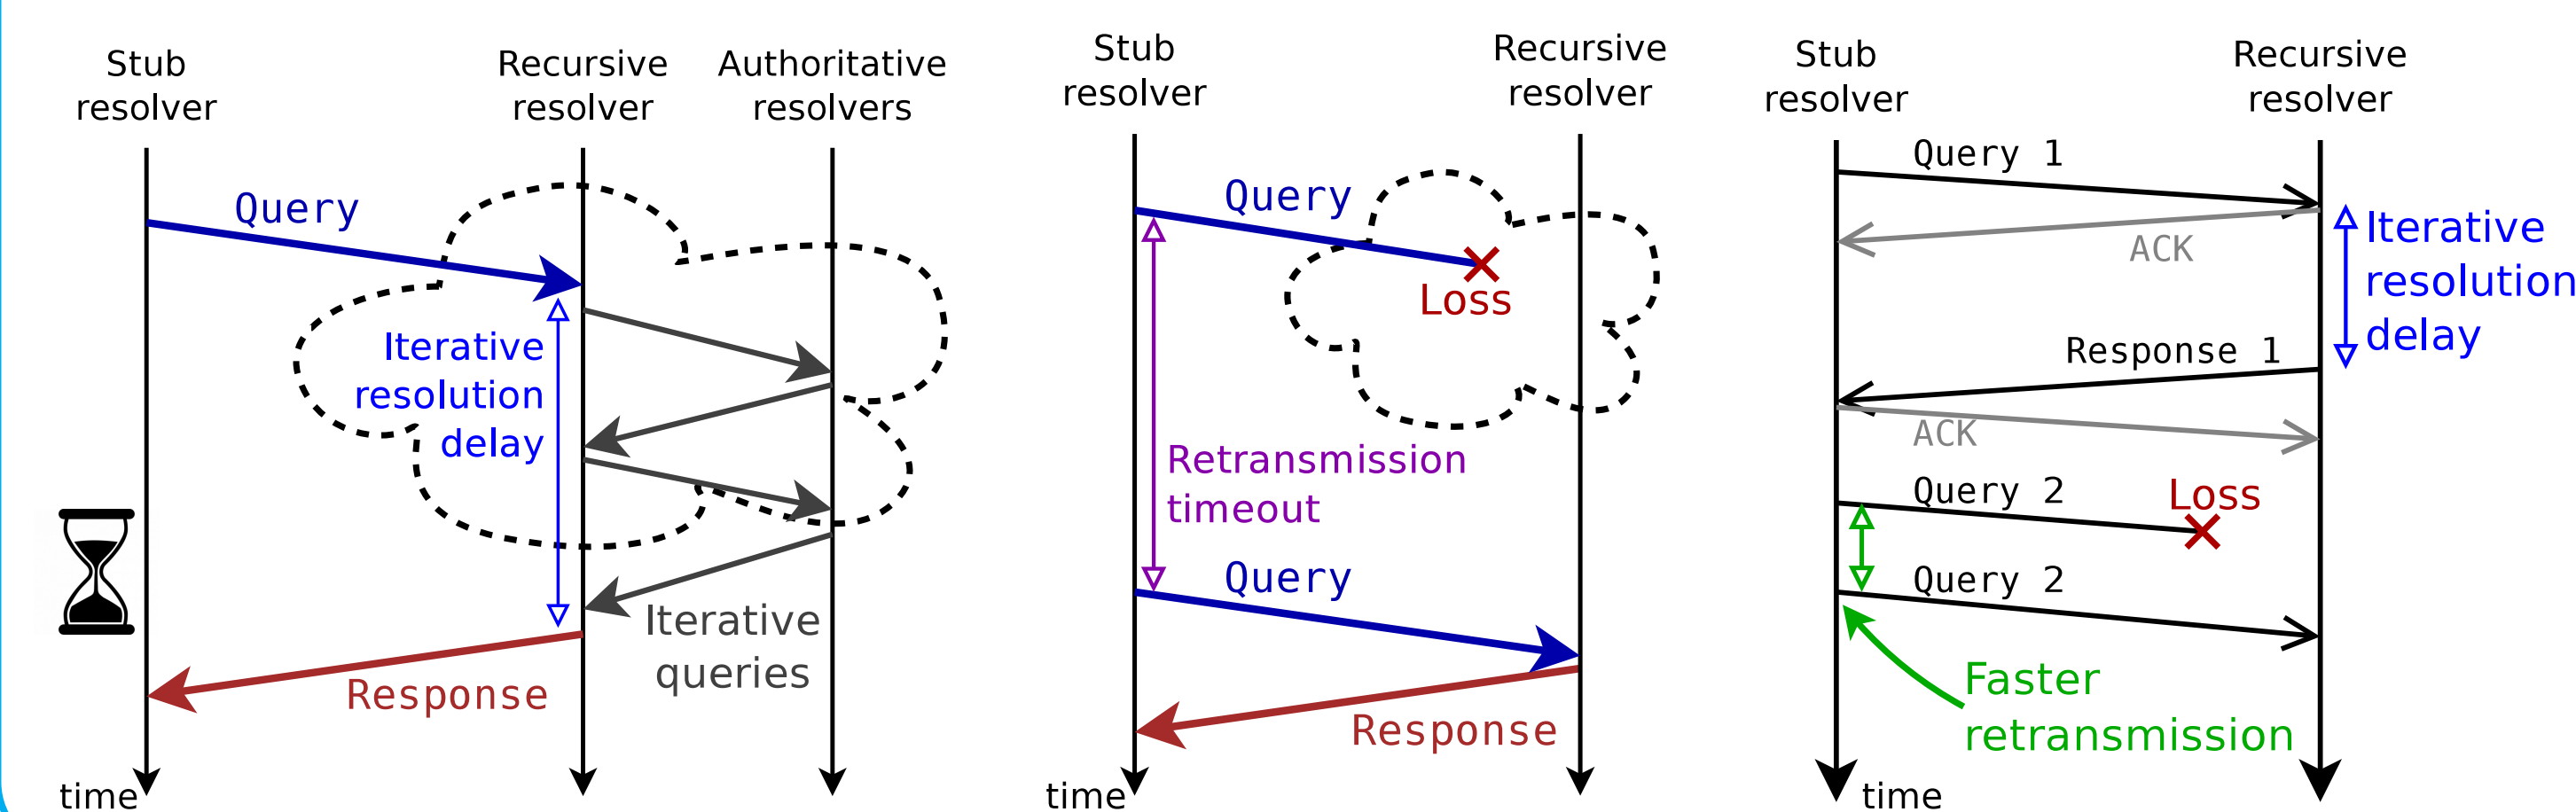 Stub
resolver
Recursive
resolver
Authoritative
resolvers
Query
Iterative
resolution
delay
Iterative
queries
Response
time
Stub
resolver
Recursive
resolver
Query
Loss
Retransmission
timeout
Query
Response
time
Stub
resolver
Recursive
resolver
Query 1
ACK
Iterative
resolution
delay
Response 1
ACK
Query 2
Loss
Query 2
Faster
retransmission
time